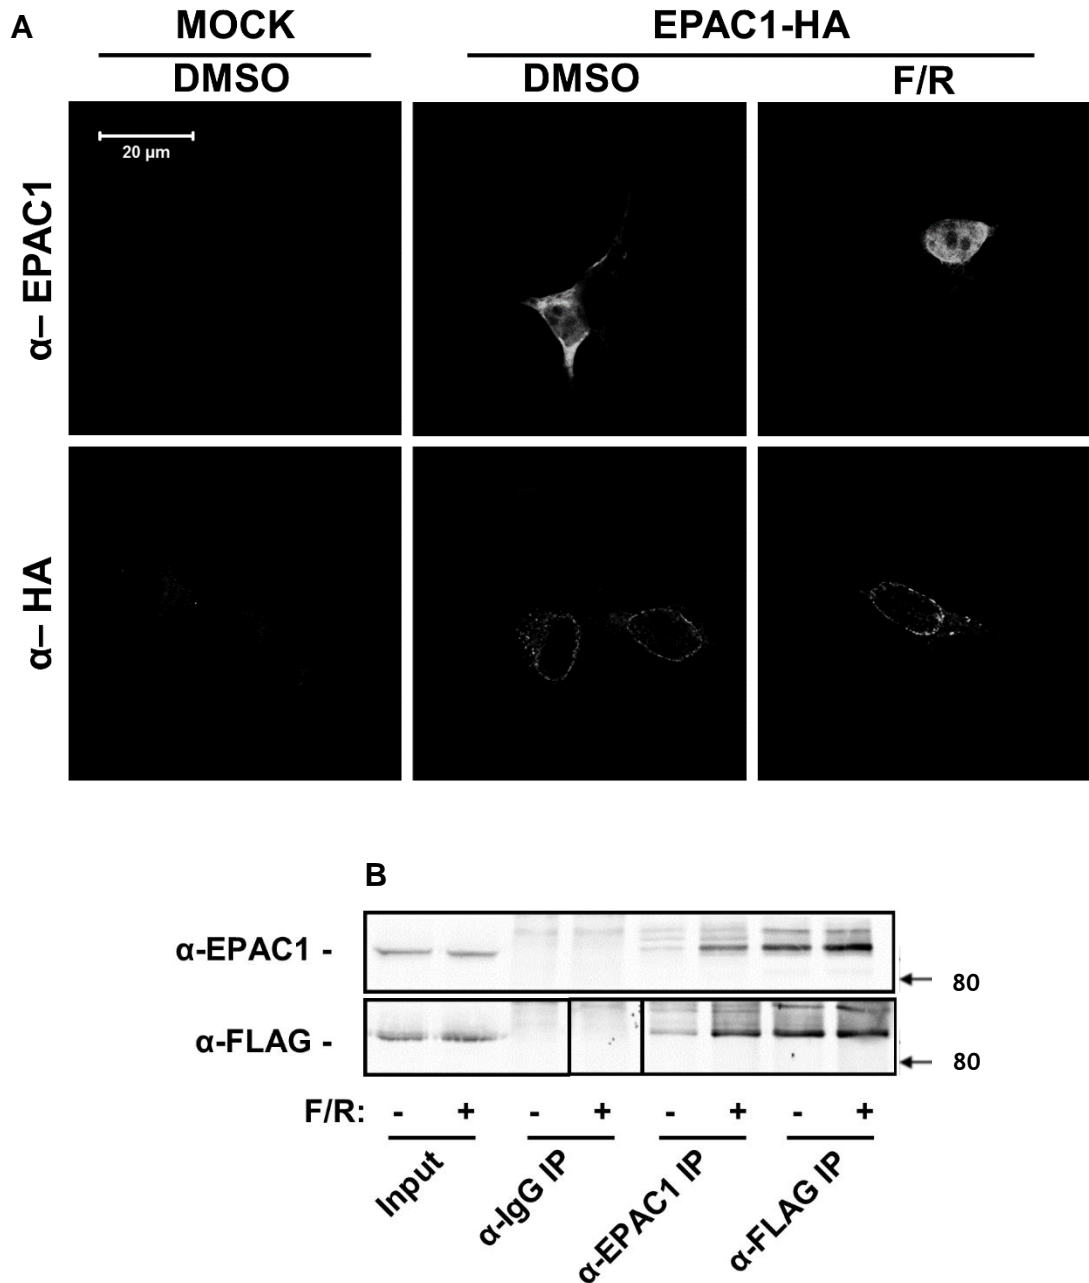 A
MOCK
EPAC1-HA
DMSO
DMSO
F/R
20 µm
α– EPAC1
α– HA
B
α-EPAC1 -
80
α-FLAG -
80
F/R: - + - + - + - +
Input
α-IgG IP
α-EPAC1 IP
α-FLAG IP